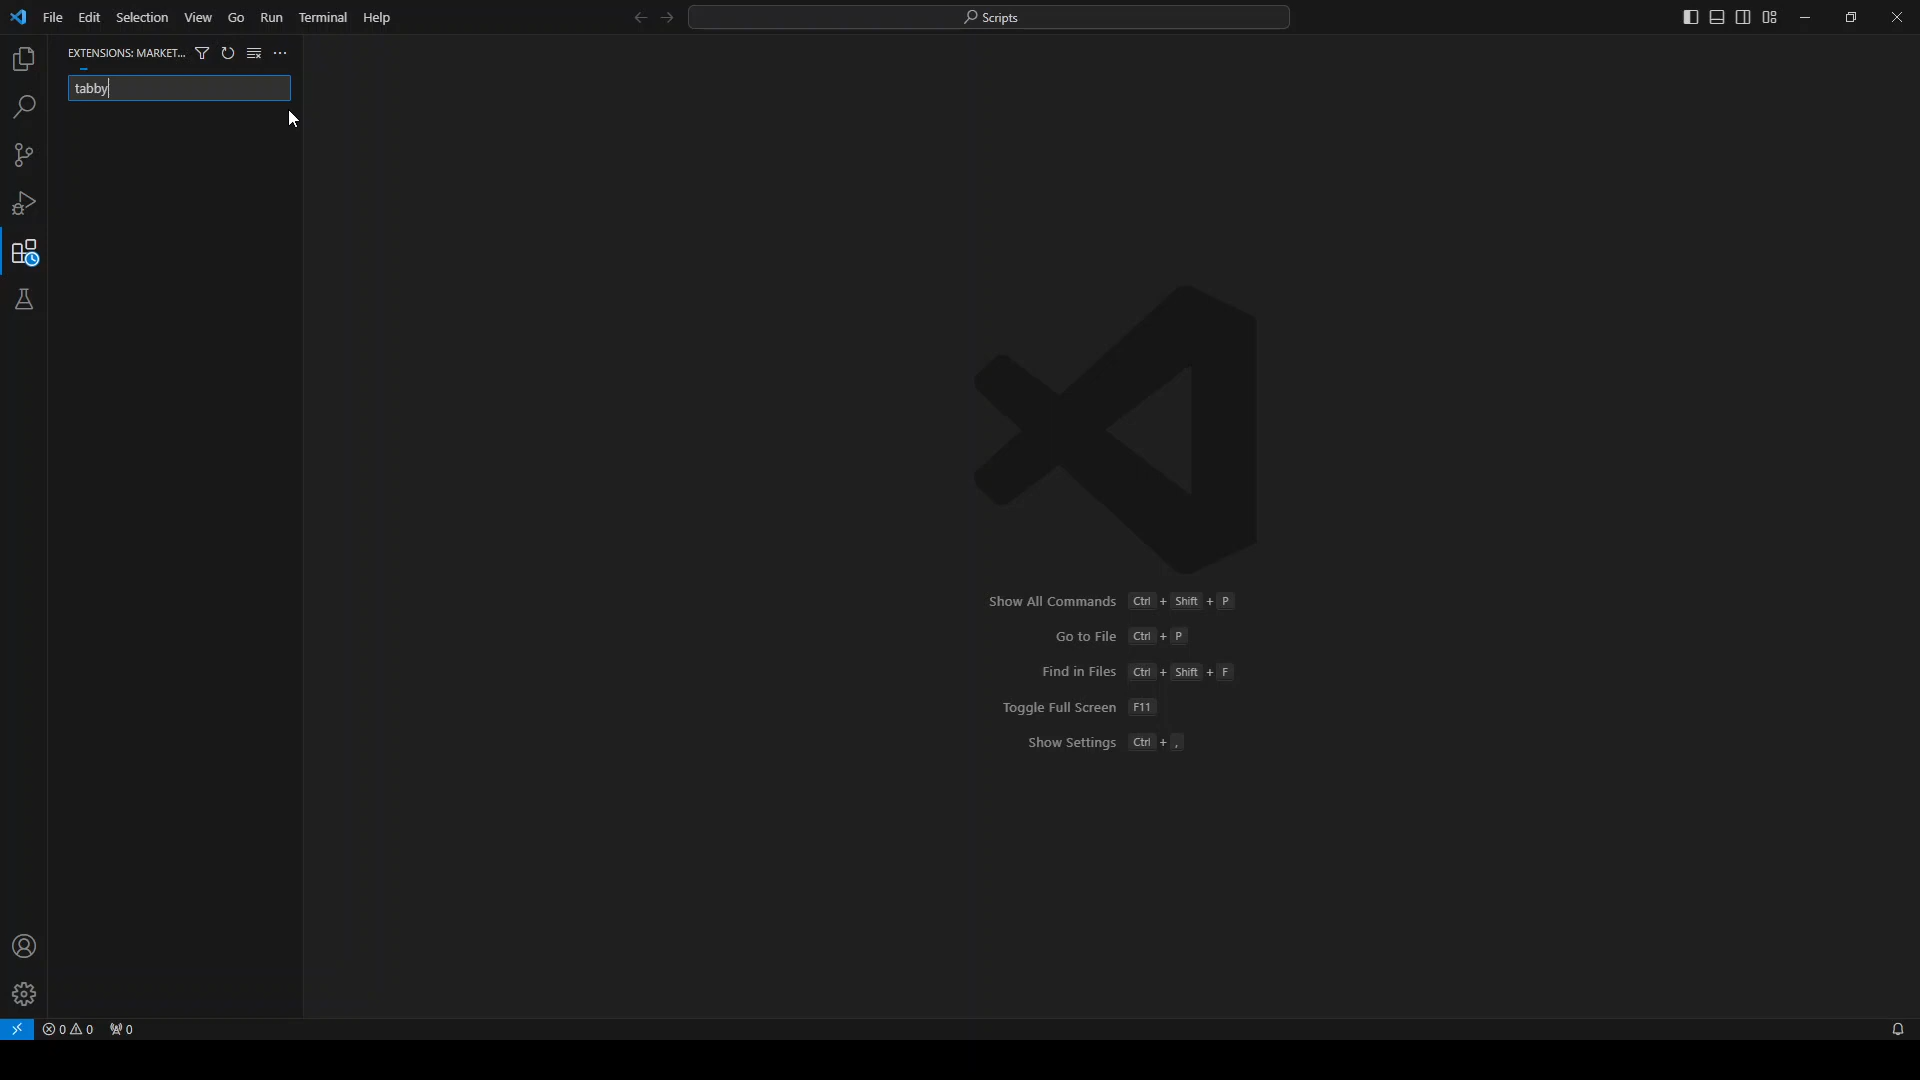 File Edit Selection View Go Run Terminal Help
Scripts
EXTENSIONS: MARKET...
tabby
Show All Commands Ctrl + Shift + P
Go to File Ctrl + P
Find in Files Ctrl + Shift + F
Toggle Full Screen F11
Show Settings Ctrl + ,
0 0 0